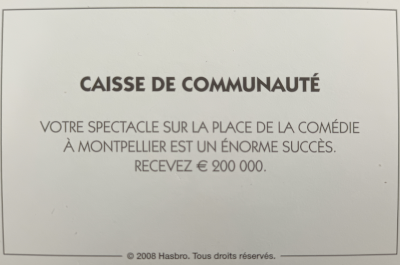 CAISSE DE COMMUNAUTÉ
VOTRE SPECTACLE SUR LA PLACE DE LA COMÉDIE
À MONTPELLIER EST UN ÉNORME SUCCÈS.
RECEVEZ € 200 000.
© 2008 Hasbro. Tous droits réservés.